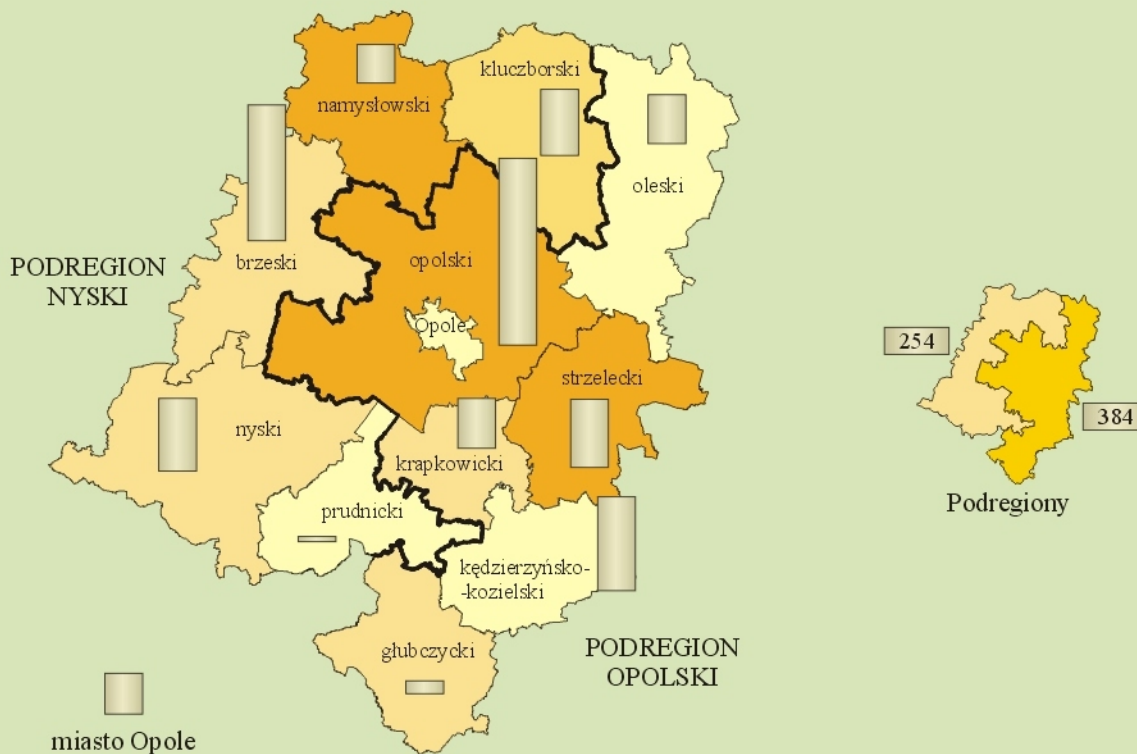 kluczborski
namysłowski
oleski
PODREGION
NYSKI
brzeski
opolski
Opole
strzelecki
nyski
krapkowicki
prudnicki
kędzierzyńsko-
-kozielski
głubczycki
PODREGION
OPOLSKI
miasto Opole
254
384
Podregiony